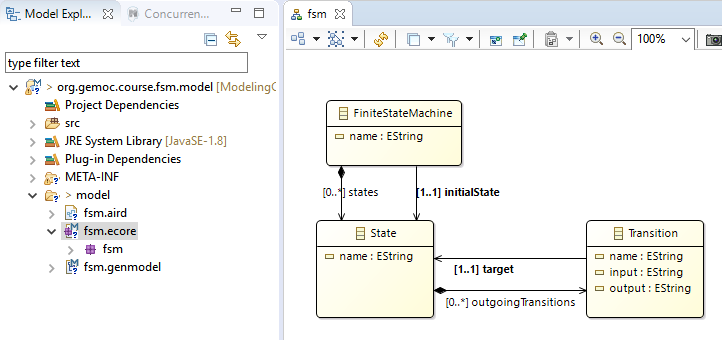 Model Expl...
Concurren...
type filter text
> org.gemoc.course.fsm.model [ModelingC
Project Dependencies
src
JRE System Library [JavaSE-1.8]
Plug-in Dependencies
META-INF
> model
fsm.aird
fsm.ecore
fsm
fsm.genmodel
fsm
100%
FiniteStateMachine
name : EString
[0..*] states
[1..1] initialState
State
name : EString
Transition
name : EString
input : EString
output : EString
[1..1] target
[0..*] outgoingTransitions